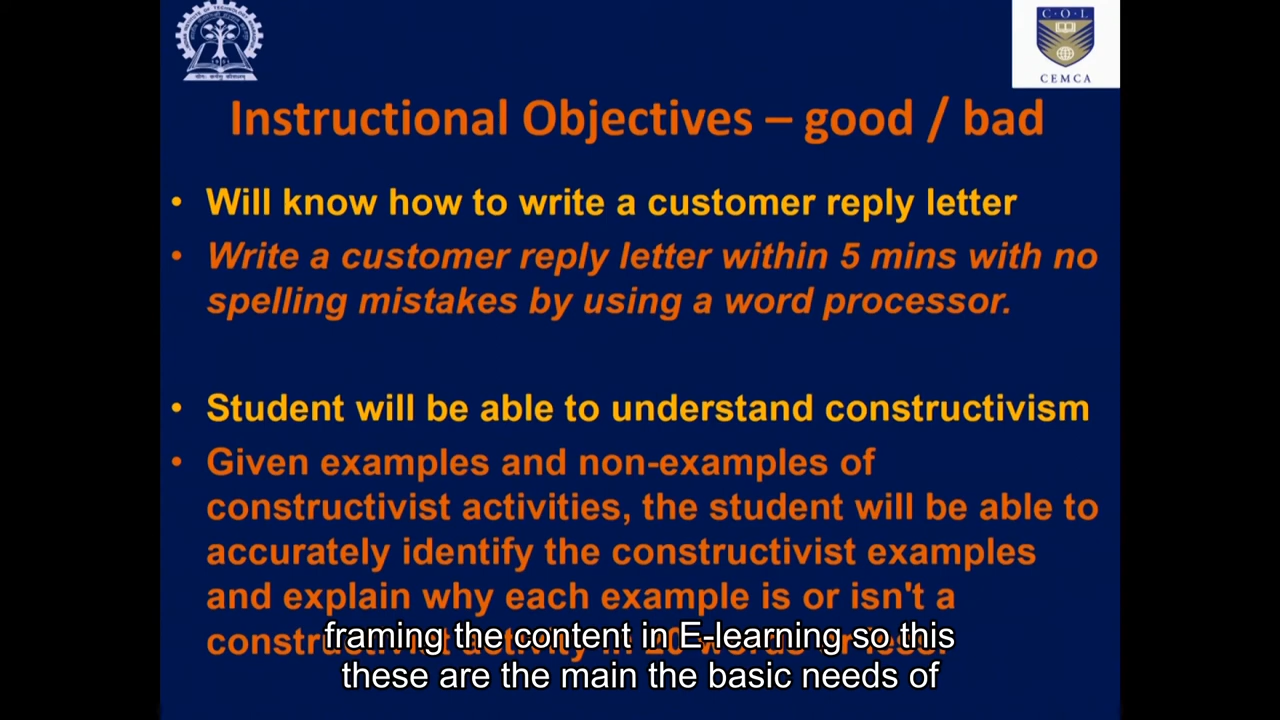 C·O·L
CEMCA
Instructional Objectives – good / bad
• Will know how to write a customer reply letter
• Write a customer reply letter within 5 mins with no
spelling mistakes by using a word processor.
• Student will be able to understand constructivism
• Given examples and non-examples of
constructivist activities, the student will be able to
accurately identify the constructivist examples
and explain why each example is or isn't a
constructivist activity in 20 words or less.
framing the content in E-learning so this
these are the main the basic needs of